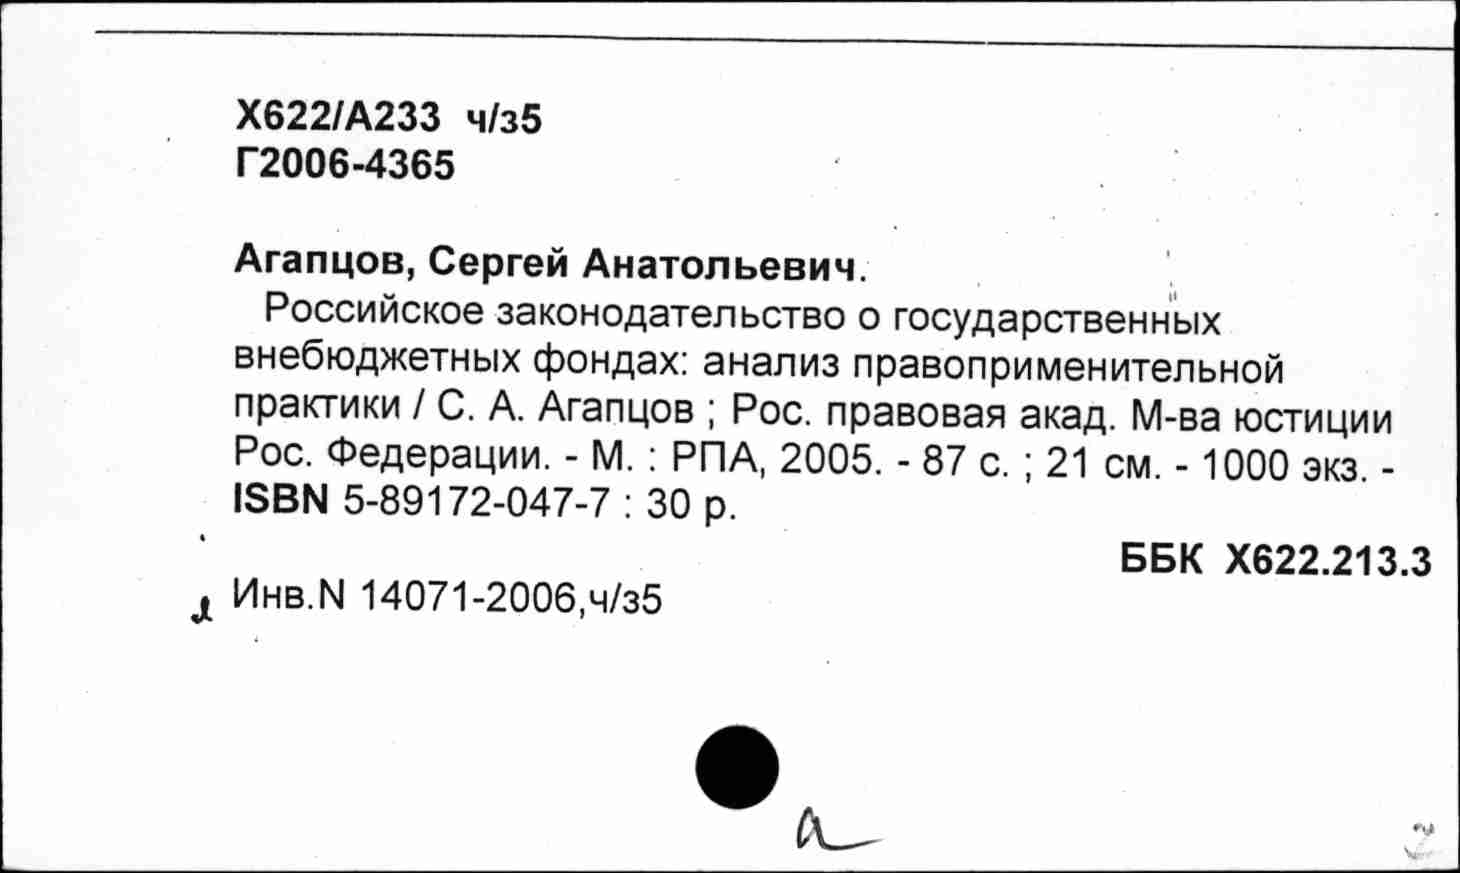 Х622/А233 ч/з5
Г2006-4365
Агапцов, Сергей Анатольевич.
Российское законодательство о государственных
внебюджетных фондах: анализ правоприменительной
практики / С. А. Агапцов ; Рос. правовая акад. М-ва юстиции
Рос. Федерации. - М. : РПА, 2005. - 87 с. ; 21 см. - 1000 экз. -
ISBN 5-89172-047-7 : 30 р.
ББК Х622.213.3
Инв.N 14071-2006,ч/з5
а